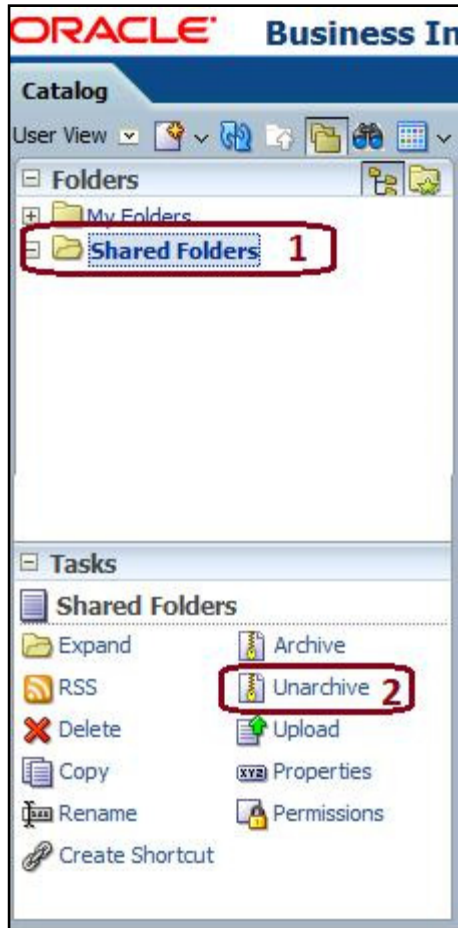 ORACLE Business In
Catalog
User View
Folders
My Folders
Shared Folders 1
Tasks
Shared Folders
Expand Archive
RSS Unarchive 2
Delete Upload
Copy XYZ Properties
Rename Permissions
Create Shortcut